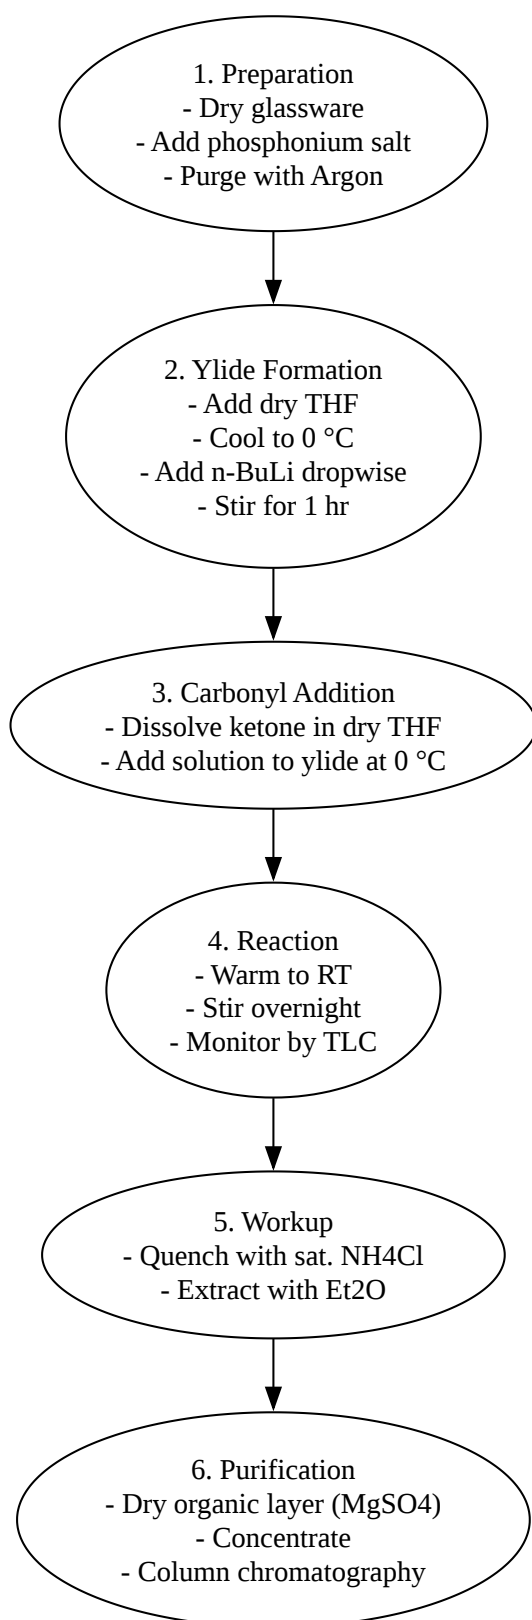 1. Preparation
- Dry glassware
- Add phosphonium salt
- Purge with Argon
2. Ylide Formation
- Add dry THF
- Cool to 0 °C
- Add n-BuLi dropwise
- Stir for 1 hr
3. Carbonyl Addition
- Dissolve ketone in dry THF
- Add solution to ylide at 0 °C
4. Reaction
- Warm to RT
- Stir overnight
- Monitor by TLC
5. Workup
- Quench with sat. NH4Cl
- Extract with Et2O
6. Purification
- Dry organic layer (MgSO4)
- Concentrate
- Column chromatography